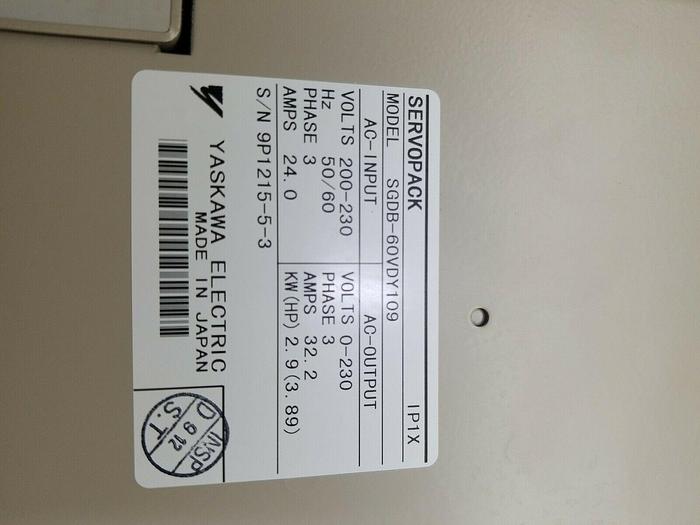 SERVOPACK IP1X
MODEL SGDB-60VDY109
AC-INPUT AC-OUTPUT
VOLTS 200-230 VOLTS 0-230
Hz 50/60 PHASE 3
PHASE 3 AMPS 32.2
AMPS 24.0 KW(HP) 2.9(3.89)
S/N 9P1215-5-3
YASKAWA ELECTRIC
MADE IN JAPAN
INSP
9 12
D
S.T